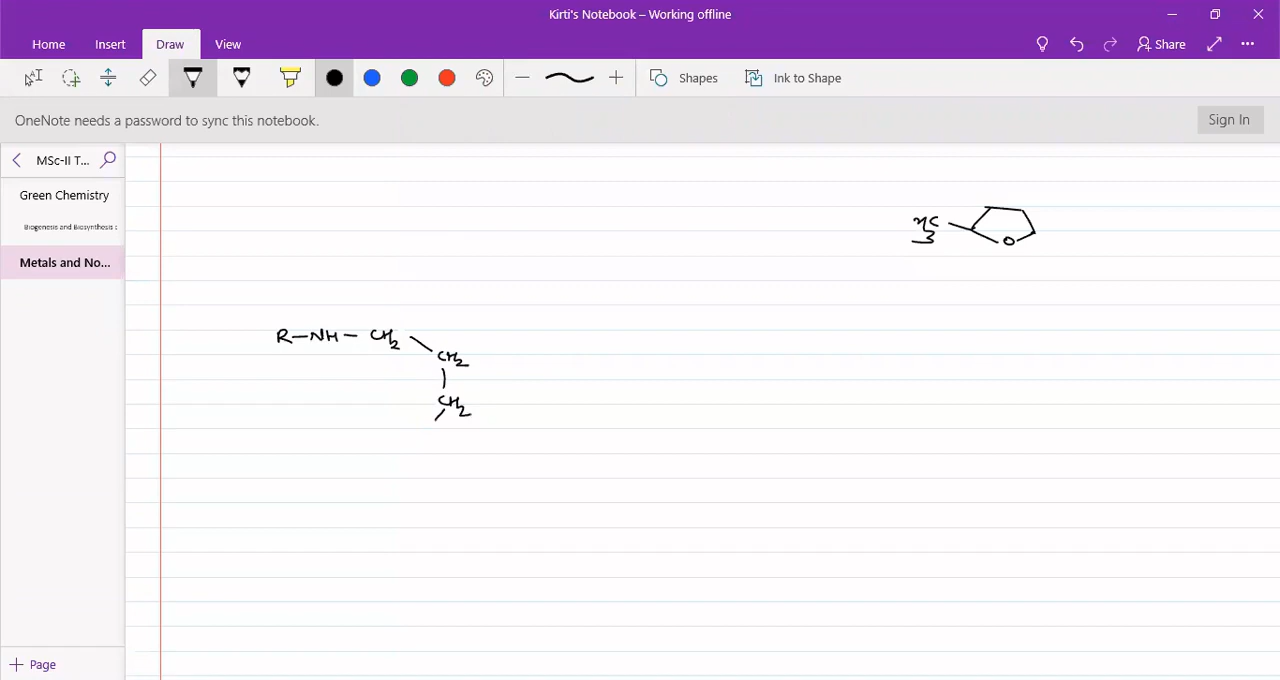 Kirti's Notebook – Working offline
Home Insert Draw View
Share
Shapes Ink to Shape
OneNote needs a password to sync this notebook.
Sign In
MSc-II T...
Green Chemistry
Biogenesis and Biosynthesis :
Metals and No...
O
R-NH-CH2
CH2
CH2
+ Page